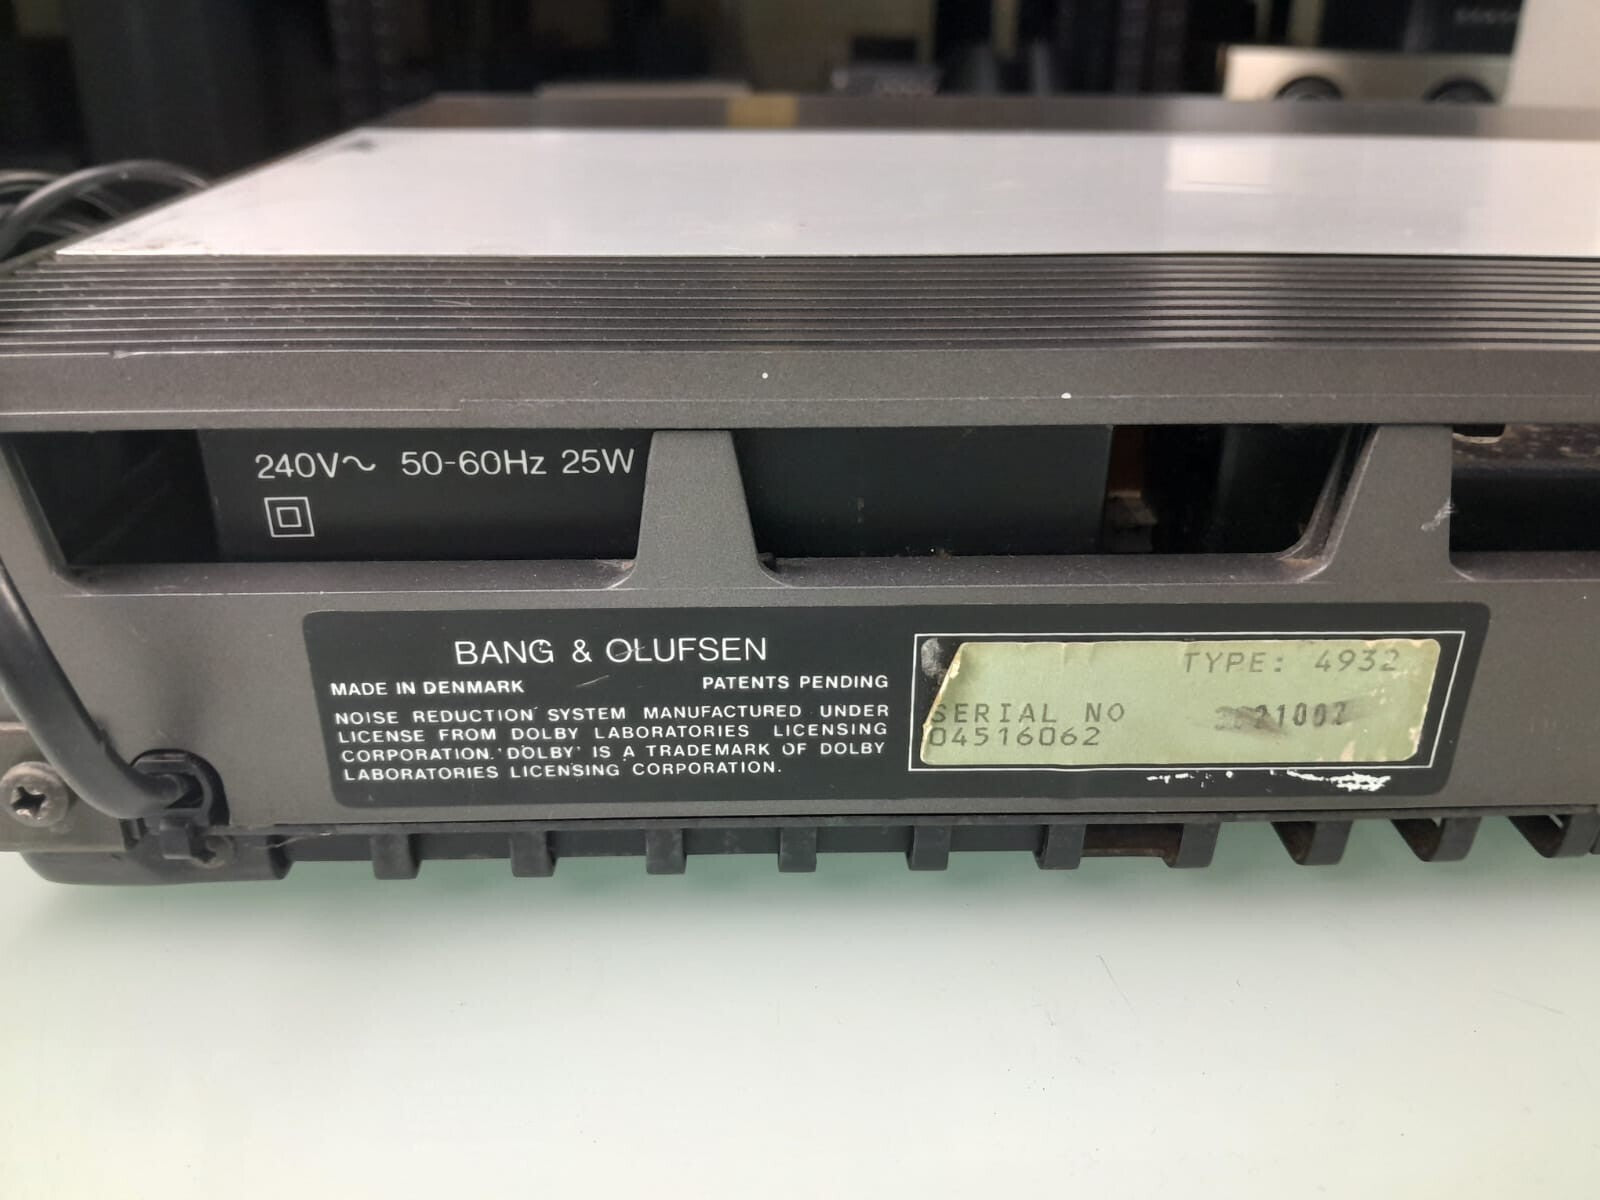 240V~ 50-60Hz 25W
BANG & OLUFSEN
MADE IN DENMARK PATENTS PENDING
NOISE REDUCTION SYSTEM MANUFACTURED UNDER
LICENSE FROM DOLBY LABORATORIES LICENSING
CORPORATION. 'DOLBY' IS A TRADEMARK OF DOLBY
LABORATORIES LICENSING CORPORATION.
TYPE: 4932
SERIAL NO
04516062